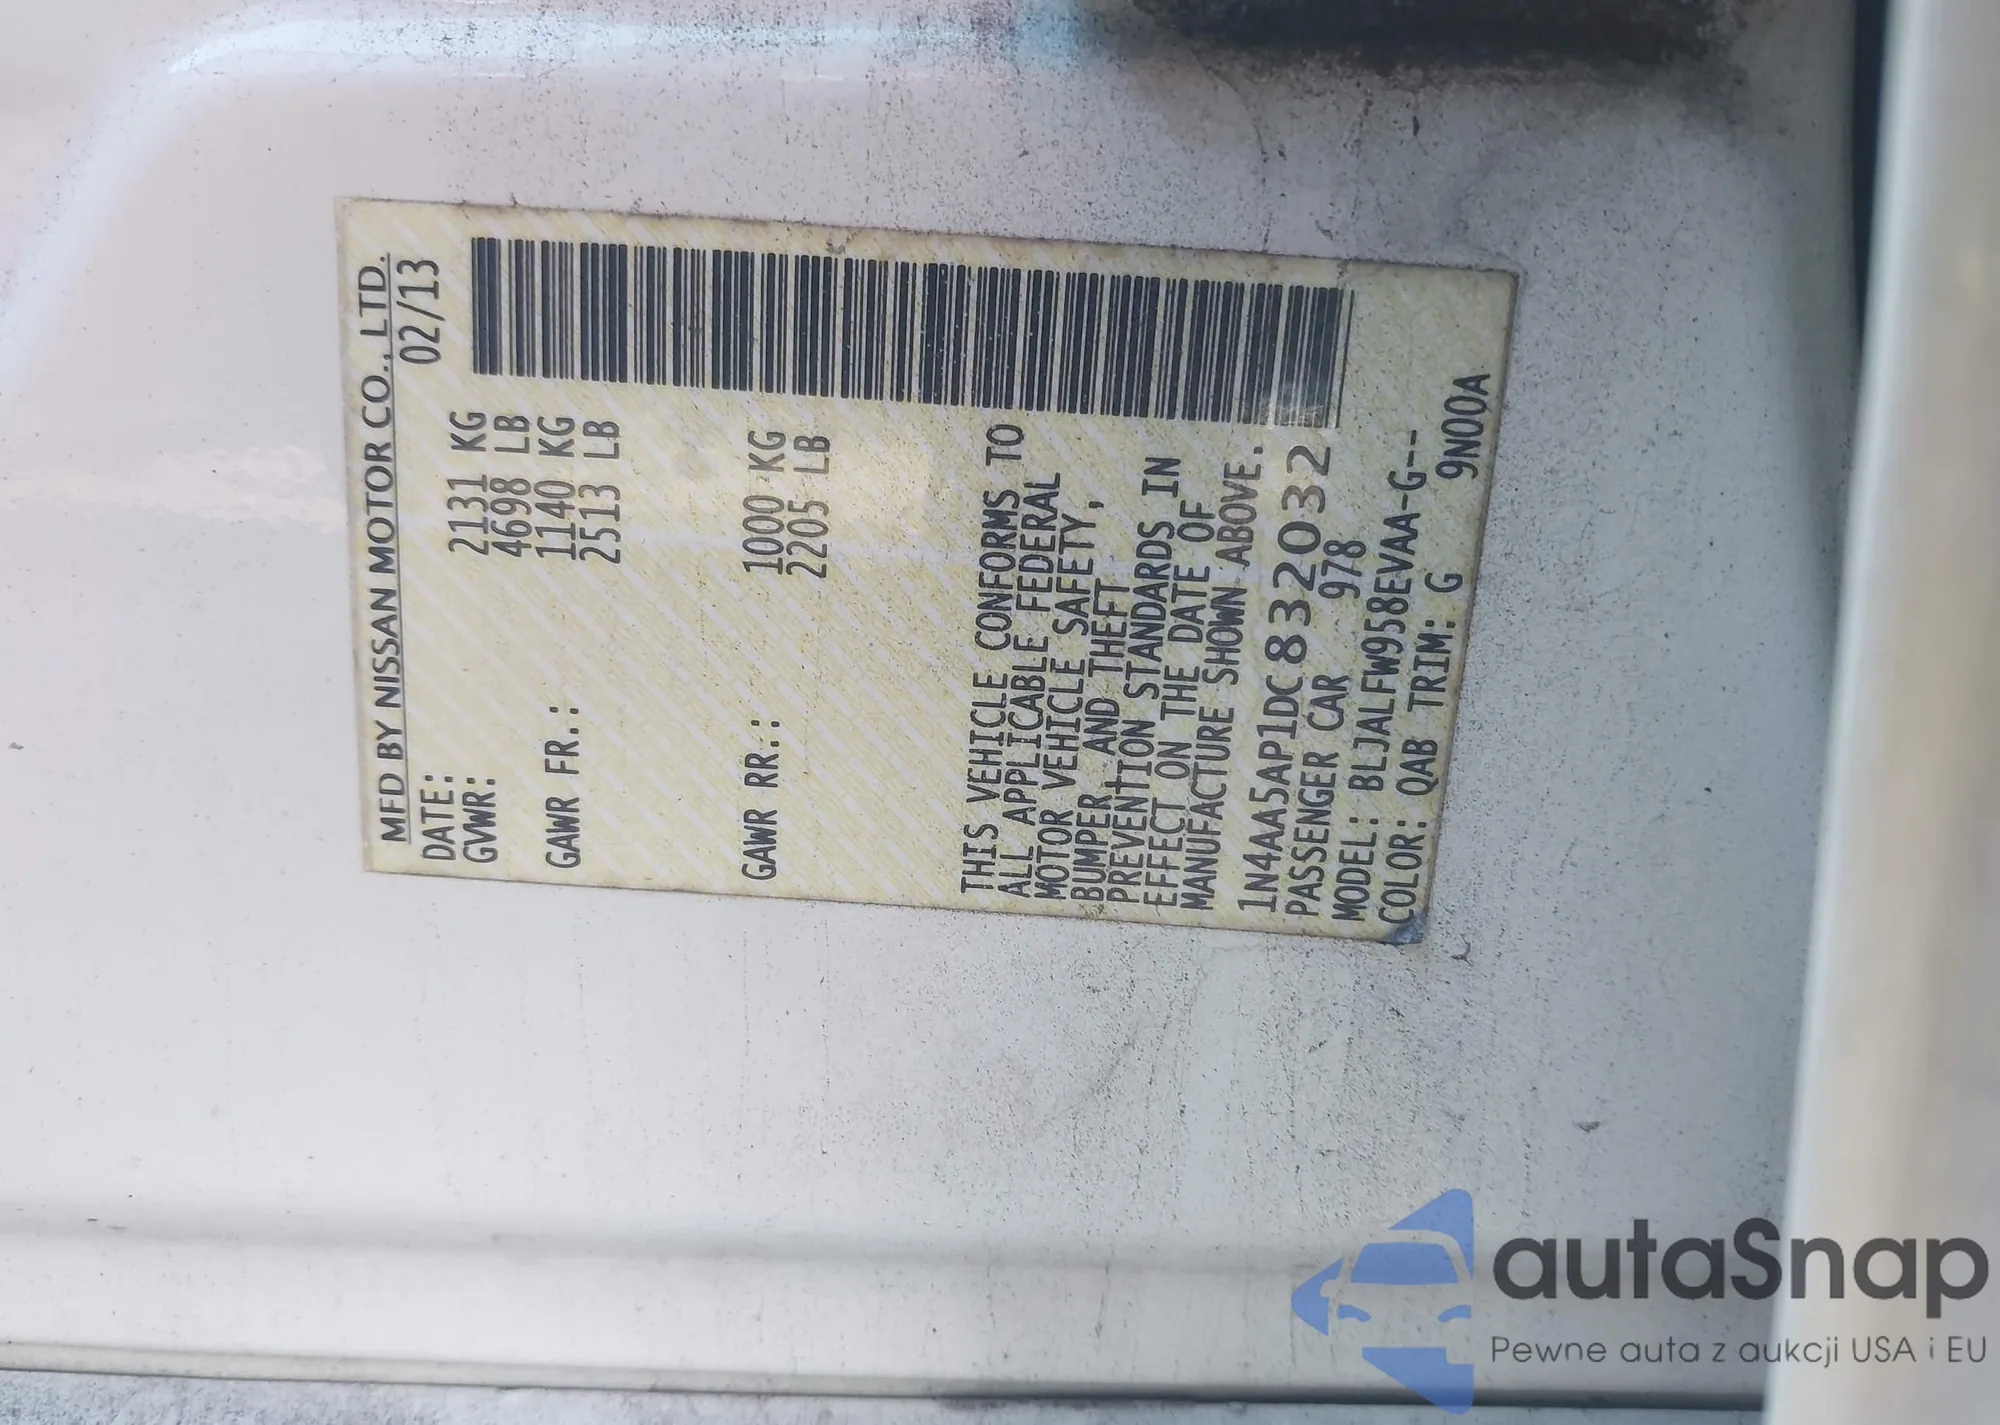 MFD BY NISSAN MOTOR CO., LTD.
DATE: 02/13
GVWR: 2131 KG
4698 LB
GAWR FR.: 1140 KG
2513 LB
GAWR RR.: 1000 KG
2205 LB
THIS VEHICLE CONFORMS TO
ALL APPLICABLE FEDERAL
MOTOR VEHICLE SAFETY,
BUMPER, AND THEFT
PREVENTION STANDARDS IN
EFFECT ON THE DATE OF
MANUFACTURE SHOWN ABOVE.
1N4AA5AP1DC832032
PASSENGER CAR 978
MODEL: BLJALFW958EVAA-G---
COLOR: QAB TRIM: G 9N00A
autaSnap
Pewne auta z aukcji USA i EU